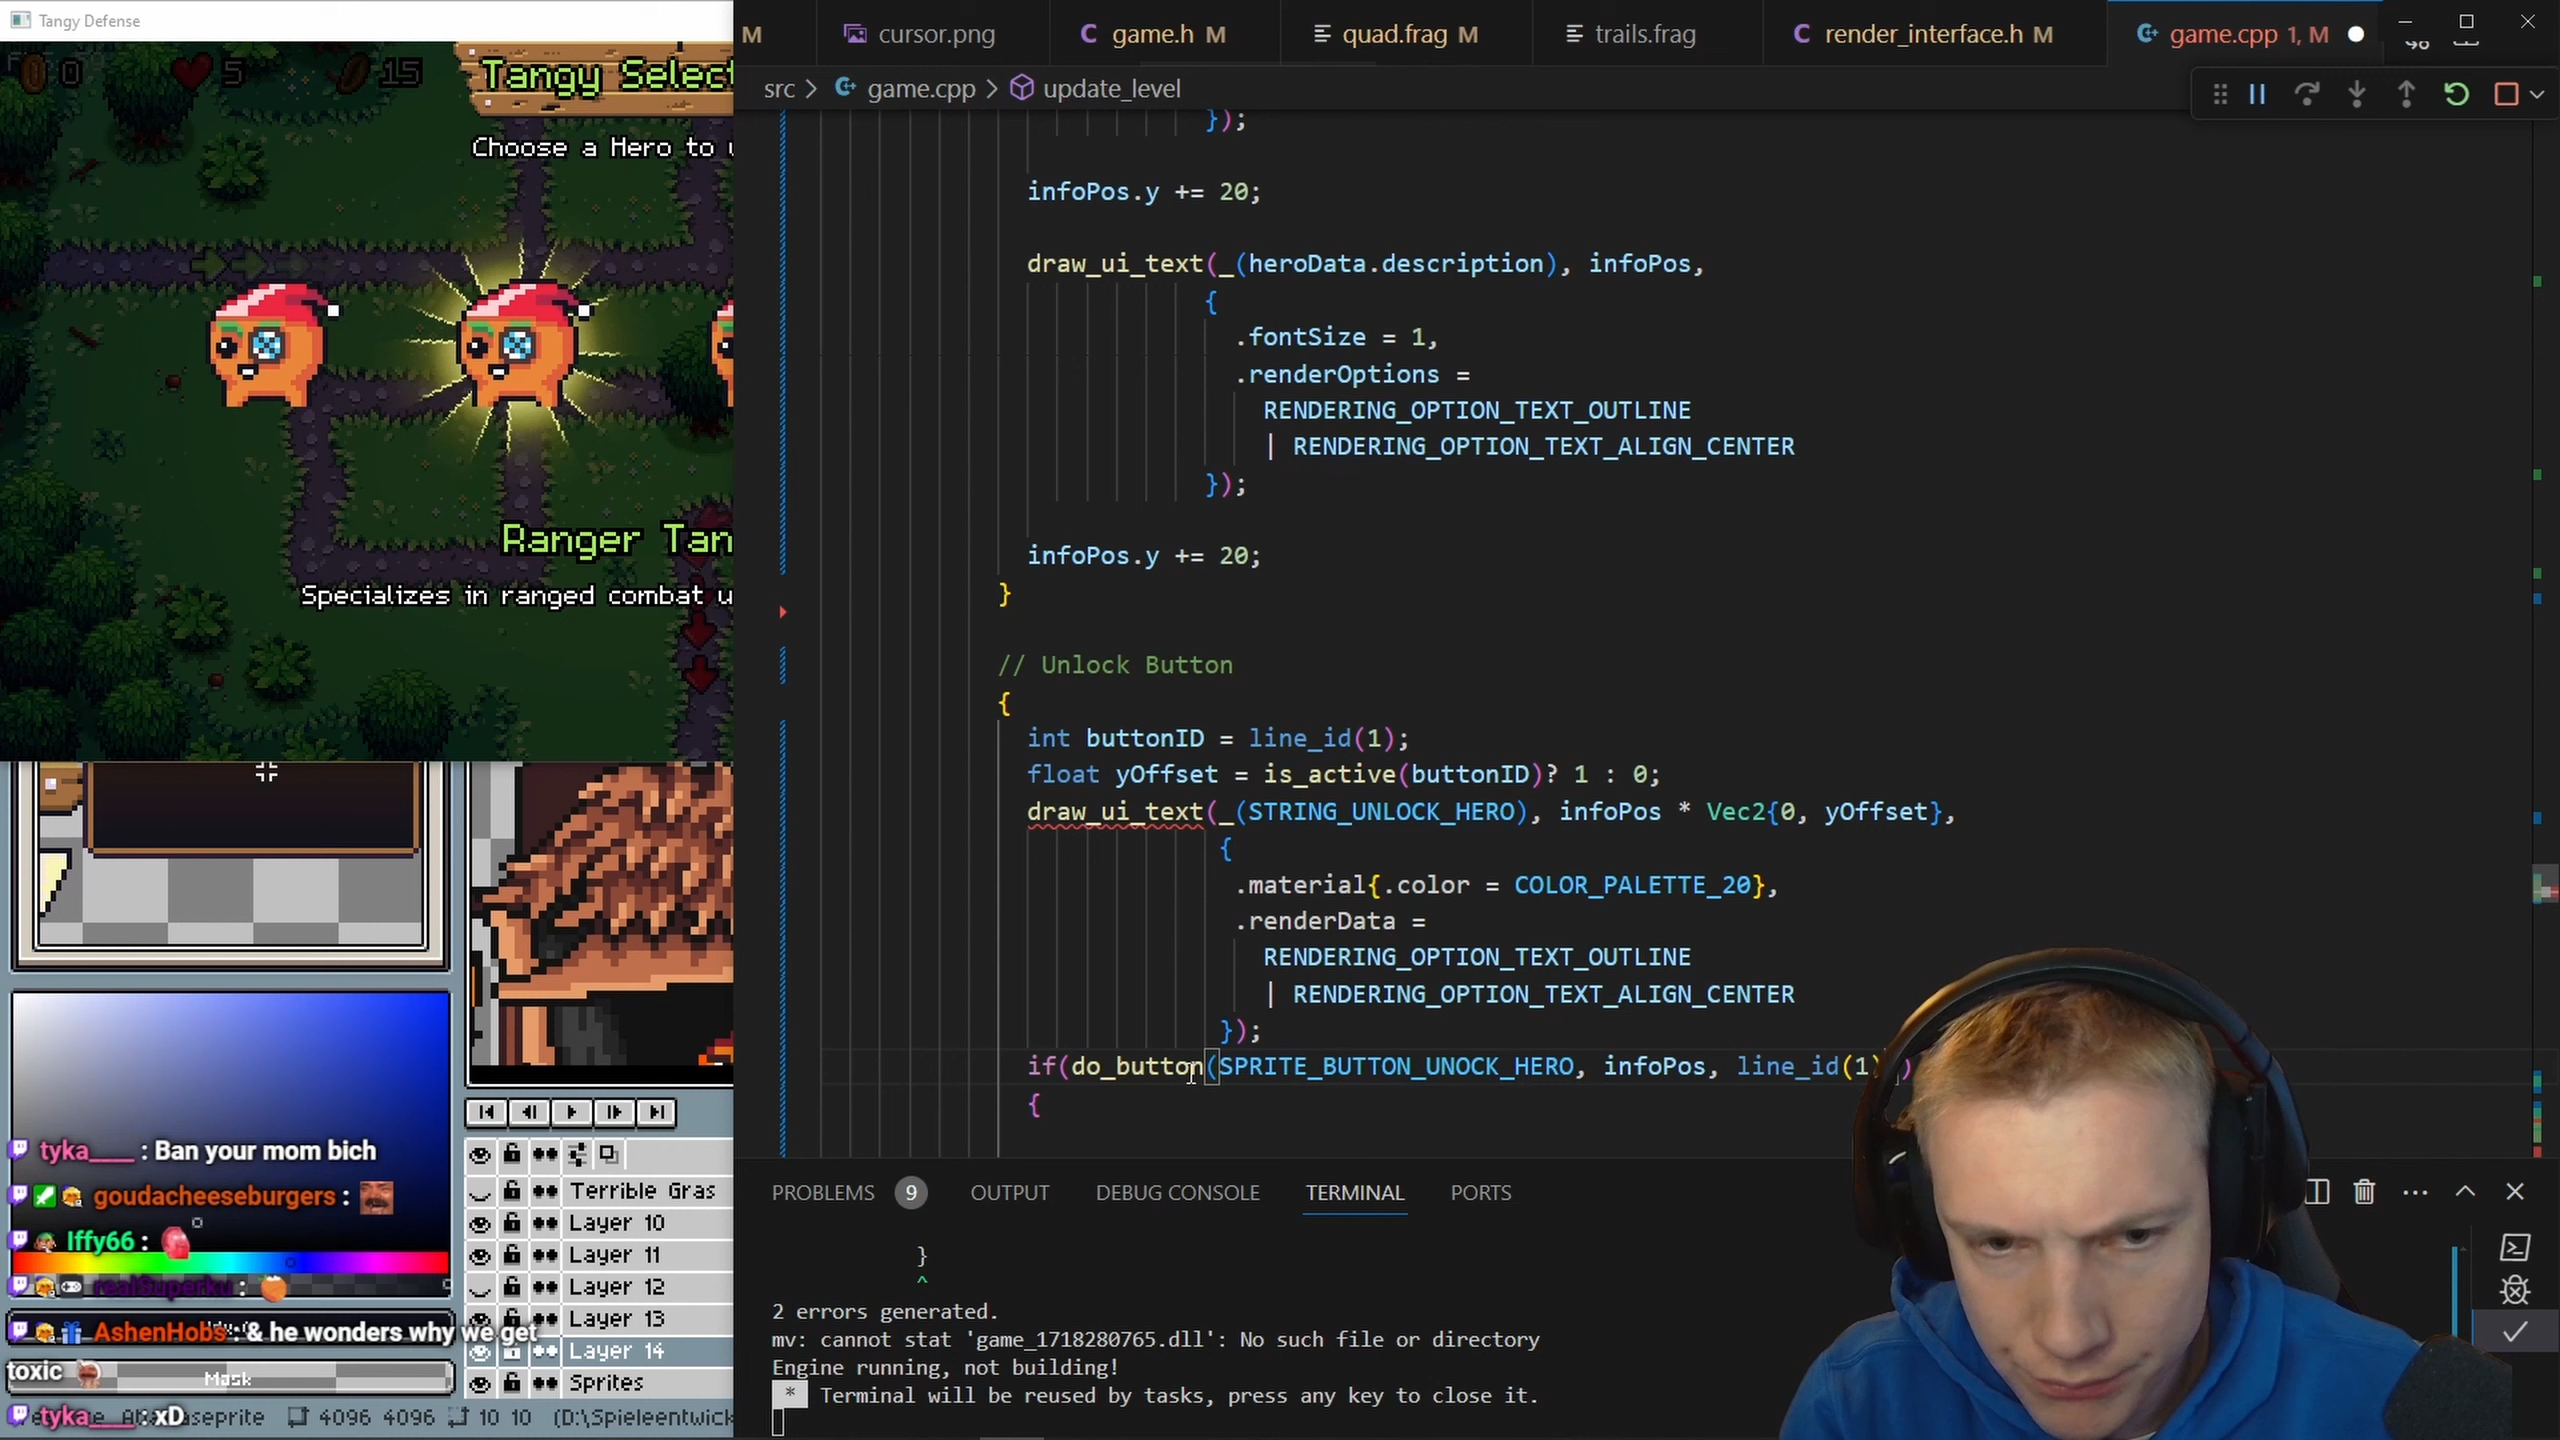 Tangy Defense
0 5 15
Tangy Select
Choose a Hero to u
Ranger Tan
Specializes in ranged combat u
M
cursor.png
game.h M
quad.frag M
trails.frag
render_interface.h M
game.cpp 1, M
src > game.cpp > update_level
});
infoPos.y += 20;
draw_ui_text(_(heroData.description), infoPos,
{
.fontSize = 1,
.renderOptions =
RENDERING_OPTION_TEXT_OUTLINE
| RENDERING_OPTION_TEXT_ALIGN_CENTER
});
infoPos.y += 20;
}
// Unlock Button
{
int buttonID = line_id(1);
float yOffset = is_active(buttonID)? 1 : 0;
draw_ui_text(_(STRING_UNLOCK_HERO), infoPos * Vec2{0, yOffset},
{
.material{.color = COLOR_PALETTE_20},
.renderData =
RENDERING_OPTION_TEXT_OUTLINE
| RENDERING_OPTION_TEXT_ALIGN_CENTER
});
if(do_button(SPRITE_BUTTON_UNOCK_HERO, infoPos, line_id(1)
{
PROBLEMS 9 OUTPUT DEBUG CONSOLE TERMINAL PORTS
}
^
2 errors generated.
mv: cannot stat 'game_1718280765.dll': No such file or directory
Engine running, not building!
* Terminal will be reused by tasks, press any key to close it.
Terrible Gras
Layer 10
Layer 11
Layer 12
Layer 13
Layer 14
Sprites
tyka____ : Ban your mom bich
goudacheeseburgers :
Iffy66 :
realSuperku :
AshenHobs : & he wonders why we get
toxic
Mask
tyka____ : xD
4096 4096 10 10 (D:\Spieleentwick